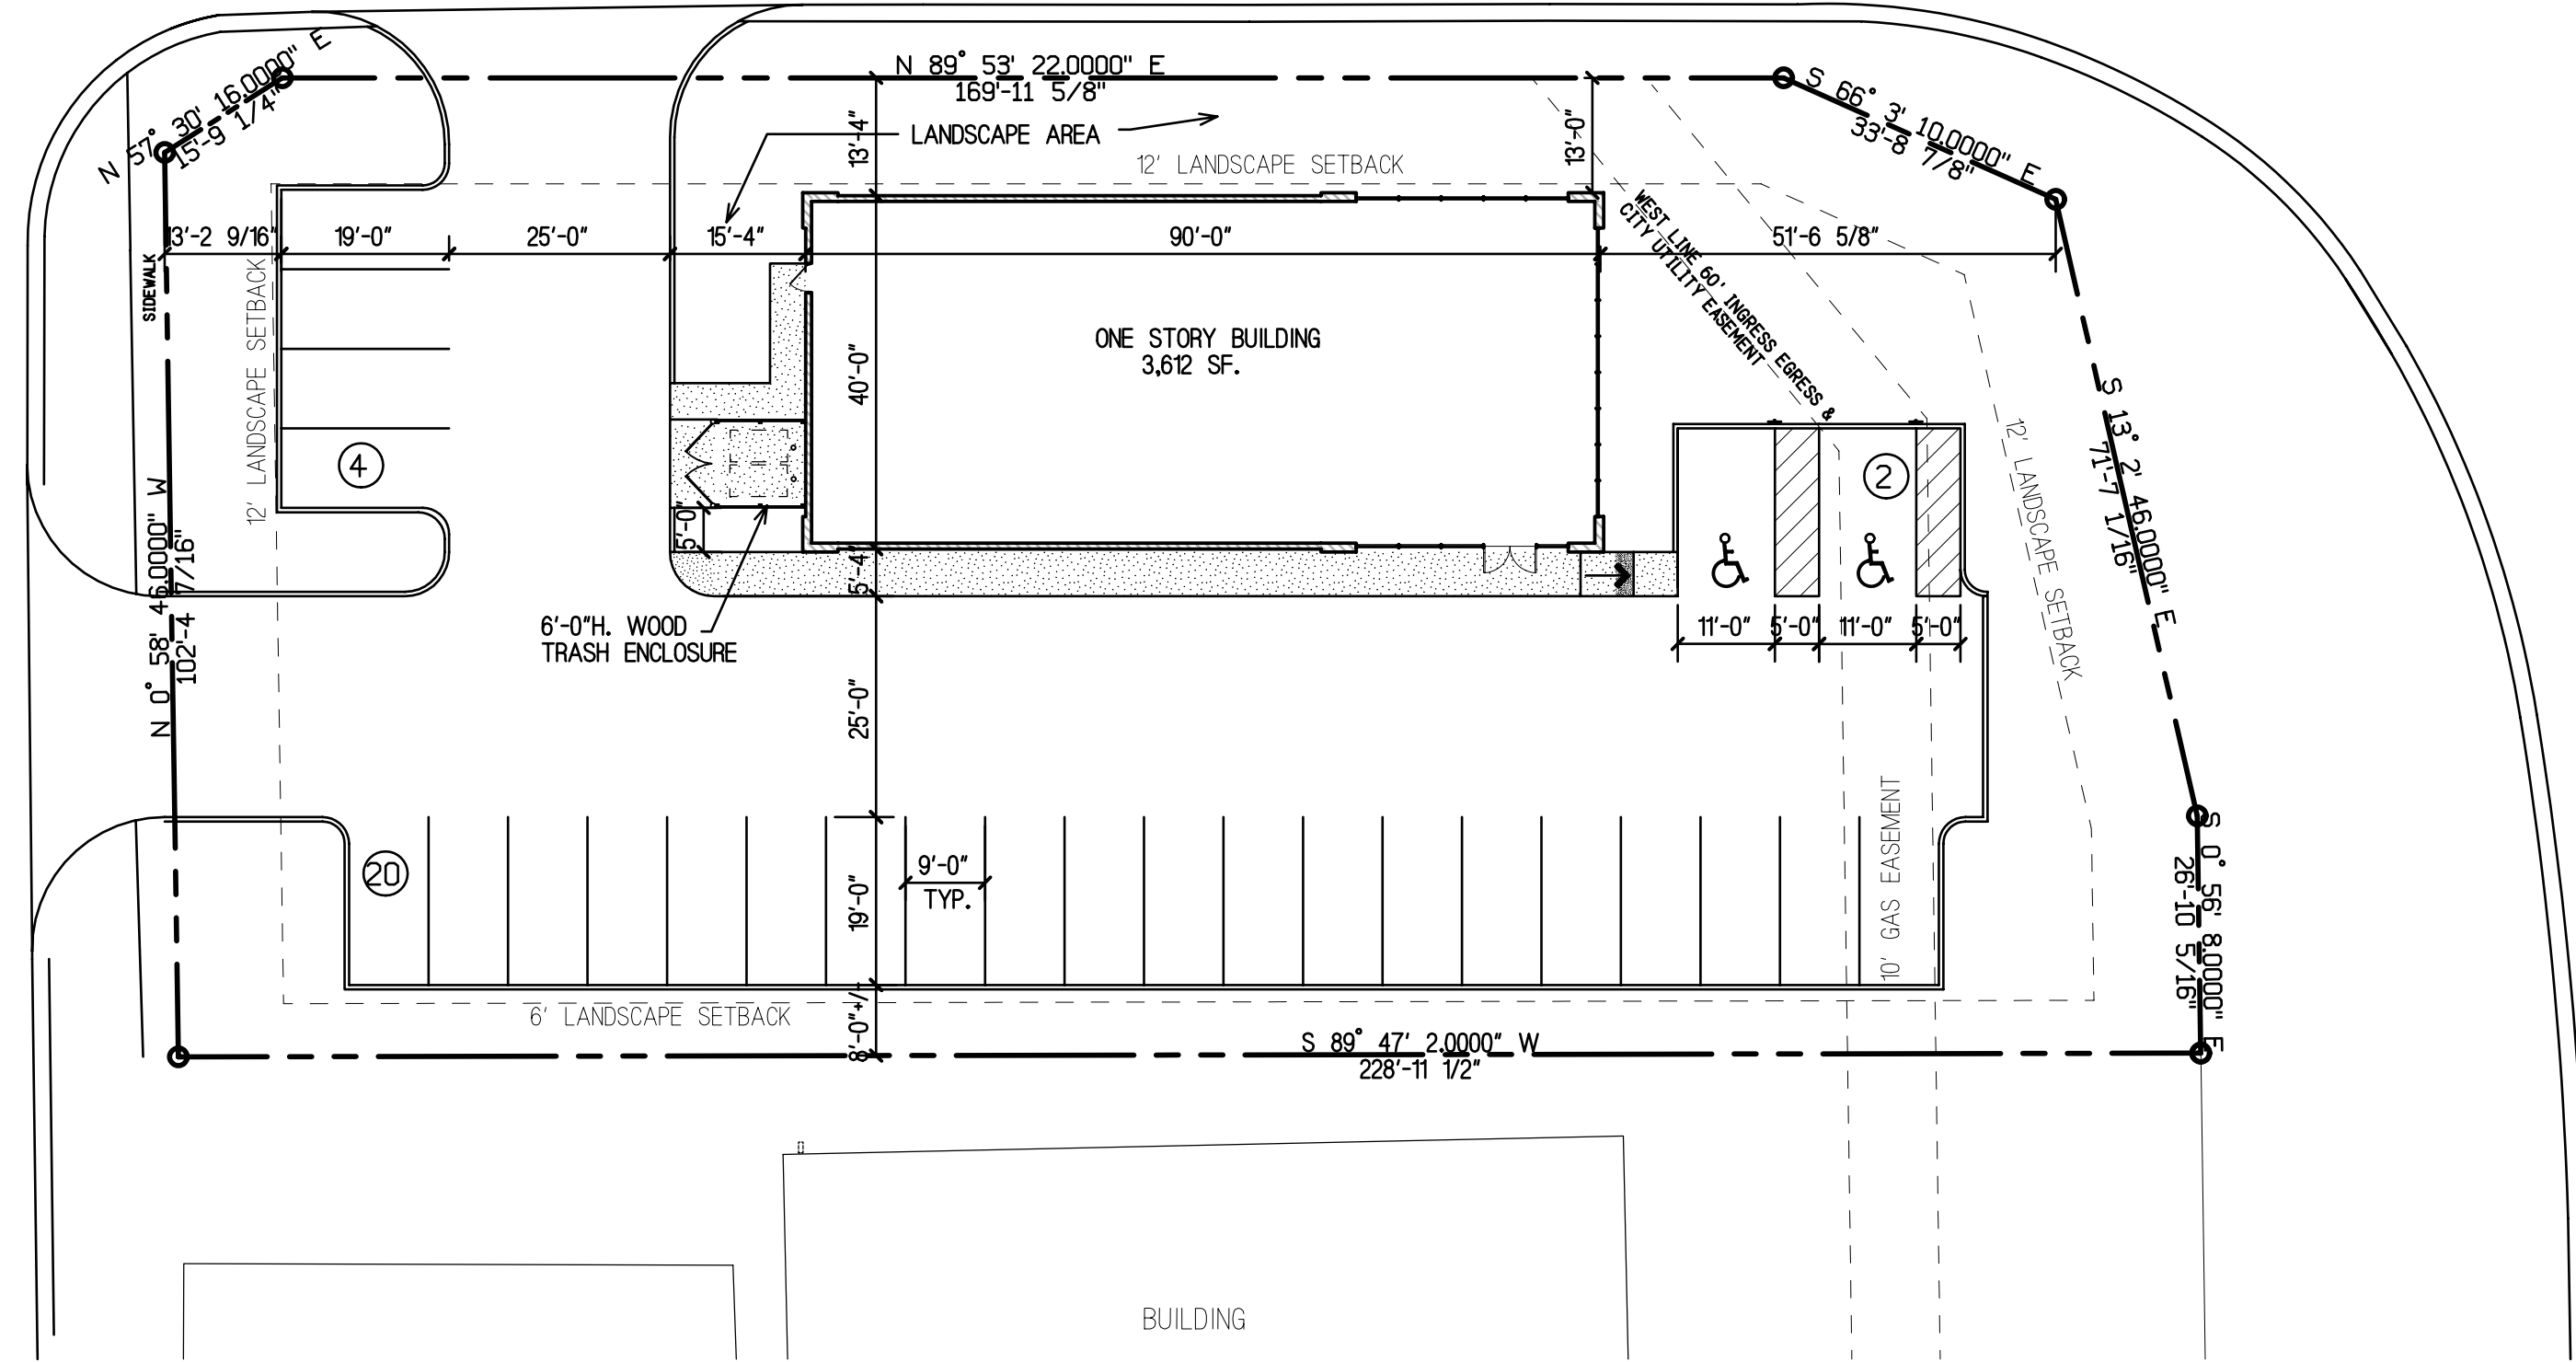 N 57° 30' 16.0000" E
15'-9 1/4"
N 89° 53' 22.0000" E
169'-11 5/8"
LANDSCAPE AREA
13'-4"
13'-0"
12' LANDSCAPE SETBACK
S 66° 3' 10.0000" E
33'-8 7/8"
13'-2 9/16"
19'-0"
25'-0"
15'-4"
90'-0"
51'-6 5/8"
SIDEWALK
12' LANDSCAPE SETBACK
WEST LINE 60' INGRESS EGRESS &
CITY UTILITY EASEMENT
ONE STORY BUILDING
3,612 SF.
40'-0"
4
2
S 13° 2' 46.0000" E
71'-7 1/16"
12' LANDSCAPE SETBACK
N 0° 58' 46.0000" W
102'-4 7/16"
5'-0"
5'-4"
6'-0"H. WOOD
TRASH ENCLOSURE
11'-0"
5'-0"
11'-0"
5'-0"
25'-0"
20
9'-0"
TYP.
19'-0"
10' GAS EASEMENT
S 0° 56' 8.0000" E
26'-10 5/16"
6' LANDSCAPE SETBACK
8'-0"+/-
S 89° 47' 2.0000" W
228'-11 1/2"
BUILDING